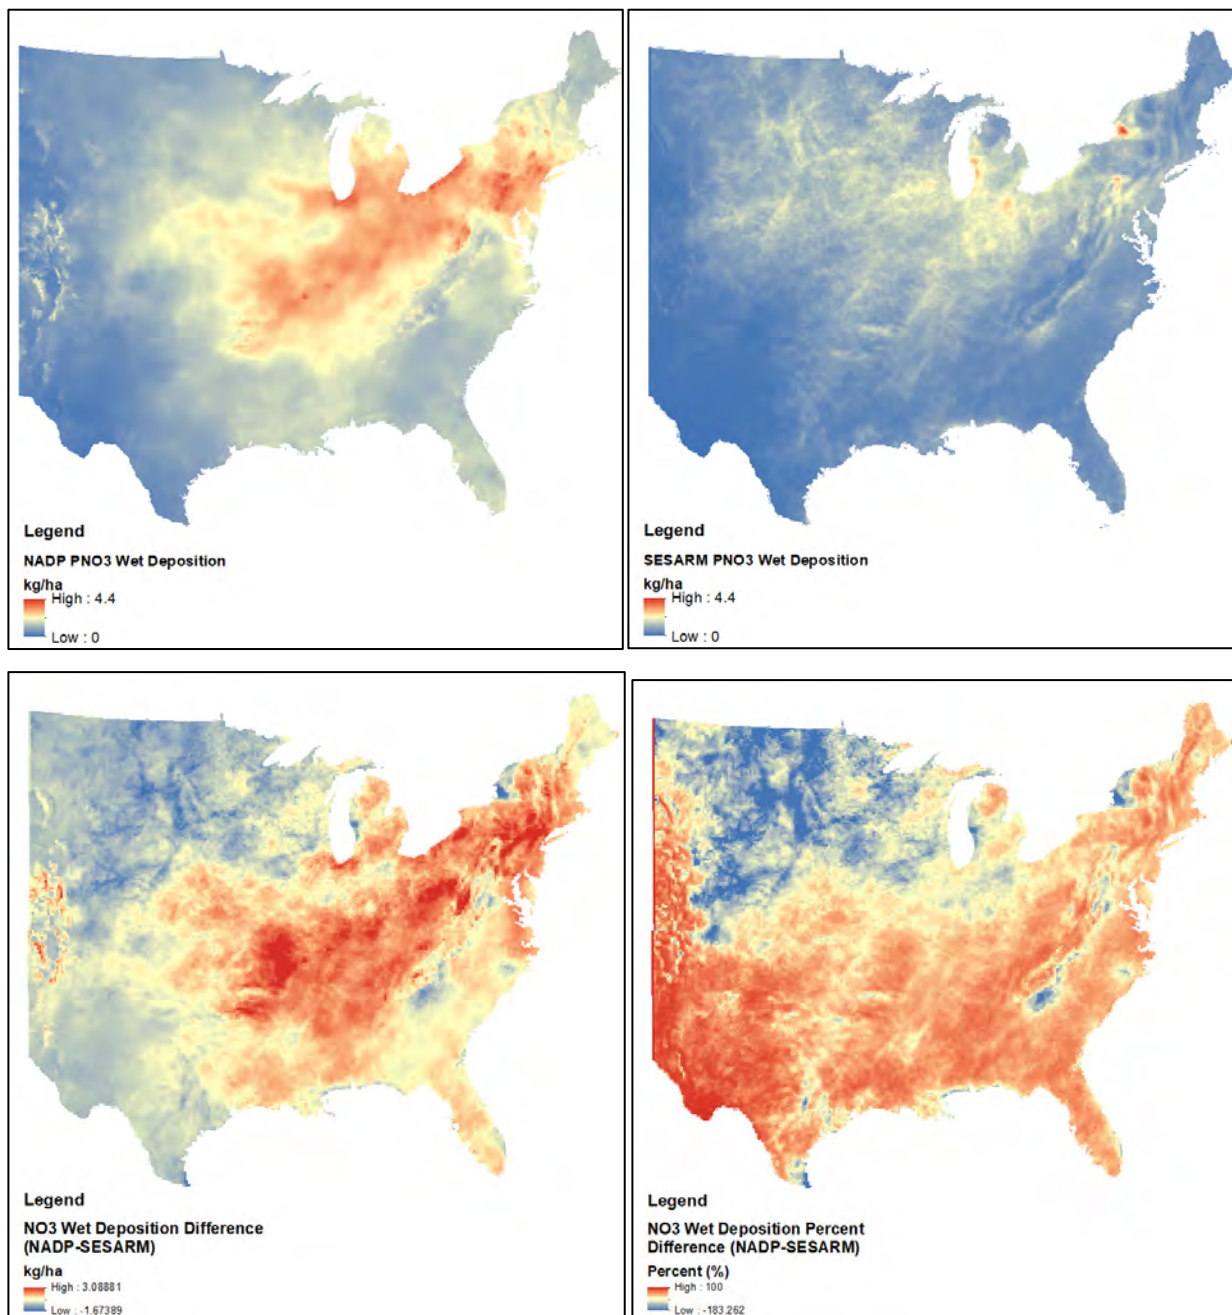 Legend
NADP PNO3 Wet Deposition
kg/ha
High : 4.4
Low : 0
Legend
SESARM PNO3 Wet Deposition
kg/ha
High : 4.4
Low : 0
Legend
NO3 Wet Deposition Difference
(NADP-SESARM)
kg/ha
High : 3.08881
Low : -1.67389
Legend
NO3 Wet Deposition Percent
Difference (NADP-SESARM)
Percent (%)
High : 100
Low : -183.262